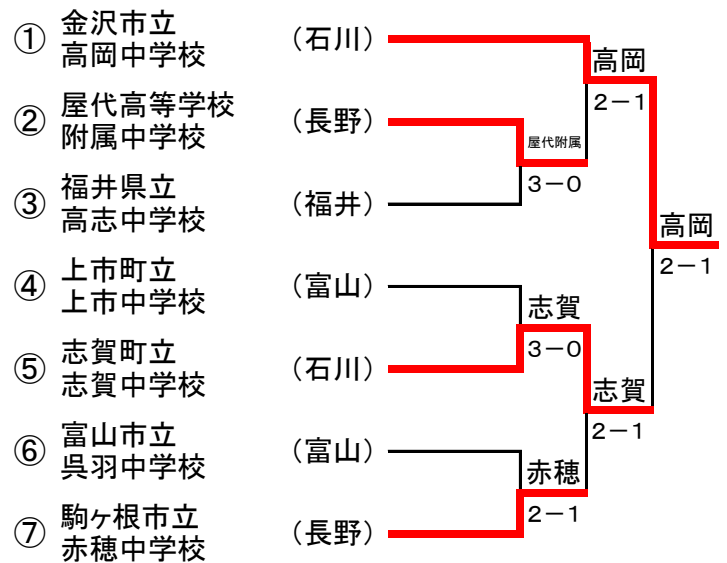 ① 金沢市立
高岡中学校
（石川）
高岡
2－1
② 屋代高等学校
附属中学校
（長野）
屋代附属
3－0
③ 福井県立
高志中学校
（福井）
高岡
2－1
④ 上市町立
上市中学校
（富山）
志賀
3－0
⑤ 志賀町立
志賀中学校
（石川）
志賀
2－1
⑥ 富山市立
呉羽中学校
（富山）
赤穂
2－1
⑦ 駒ヶ根市立
赤穂中学校
（長野）